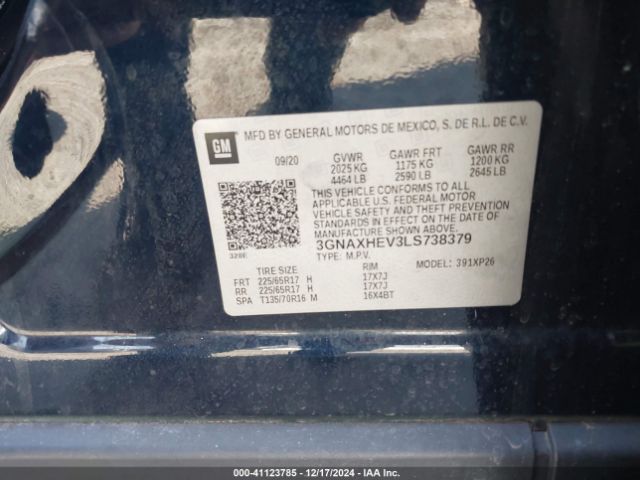 GM
MFD BY GENERAL MOTORS DE MEXICO, S. DE R.L. DE C.V.
09/20 GVWR GAWR FRT GAWR RR
2025 KG 1175 KG 1200 KG
4464 LB 2590 LB 2645 LB
THIS VEHICLE CONFORMS TO ALL
APPLICABLE U.S. FEDERAL MOTOR
VEHICLE SAFETY AND THEFT PREVENTION
STANDARDS IN EFFECT ON THE DATE OF
MANUFACTURE SHOWN ABOVE.
3GNAXHEV3LS738379
328E TYPE: M.P.V. MODEL: 391XP26
TIRE SIZE RIM
FRT 225/65R17 H 17X7J
RR 225/65R17 H 17X7J
SPA T135/70R16 M 16X4BT
000-41123785 - 12/17/2024 - IAA Inc.